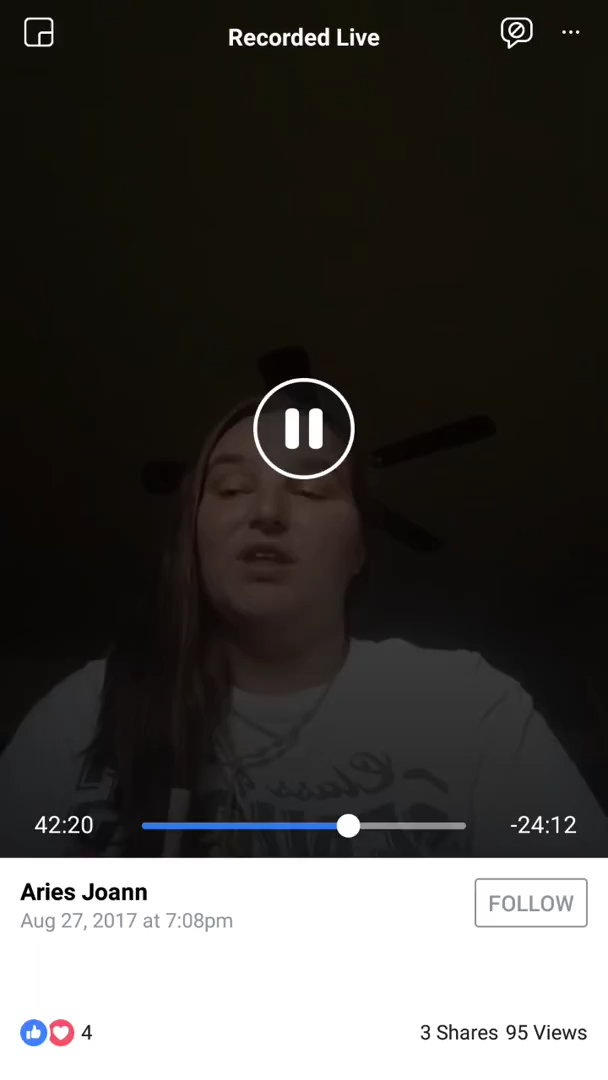 Recorded Live
Class
42:20
-24:12
Aries Joann
FOLLOW
Aug 27, 2017 at 7:08pm
4
3 Shares 95 Views